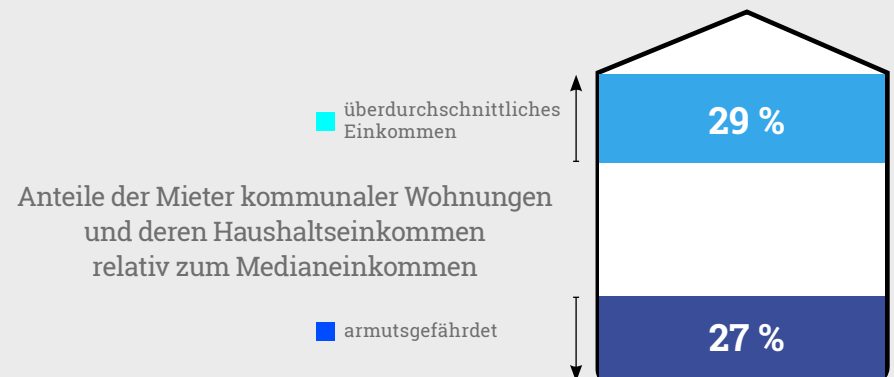 überdurchschnittliches
Einkommen
29 %
Anteile der Mieter kommunaler Wohnungen
und deren Haushaltseinkommen
relativ zum Medianeinkommen
armutsgefährdet
27 %